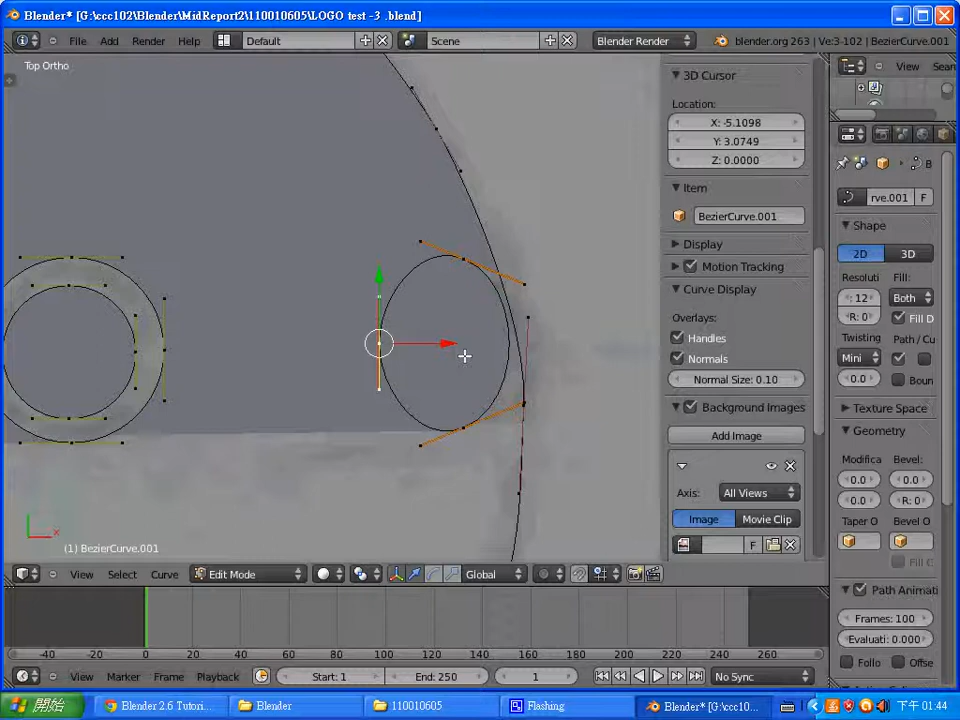 Blender* [G:\ccc102\Blender\MidReport2\110010605\LOGO test -3 .blend]
File Add Render Help Default Scene Blender Render blender.org 263 | Ve:3-102 | BezierCurve.001
Top Ortho
View Sear
3D Cursor
Location:
X: -5.1098
Y: 3.0749
Z: 0.0000
Item
BezierCurve.001
Display
Motion Tracking
Curve Display
Overlays:
Handles
Normals
Normal Size: 0.10
Background Images
Add Image
Axis: All Views
Image Movie Clip
F
B
rve.001 F
Shape
2D 3D
Resoluti Fill:
: 12 Both
R: 0 Fill D
Twist Path / Cu
Mini
0.0 Boun
Texture Space
Geometry
Modifica Bevel:
0.0 0.0
0.0 R: 0
Taper O Bevel O
Fill C
Path Animati
Frames: 100
Evaluati: 0.000
Follo Offse
x
(1) BezierCurve.001
View Select Curve Edit Mode Global
-40 -20 0 20 40 60 80 100 120 140 160 180 200 220 240 260
View Marker Frame Playback Start: 1 End: 250 1 No Sync
開始 Blender 2.6 Tutori... Blender 110010605 Flashing Blender* [G:\ccc10... 下午 01:44